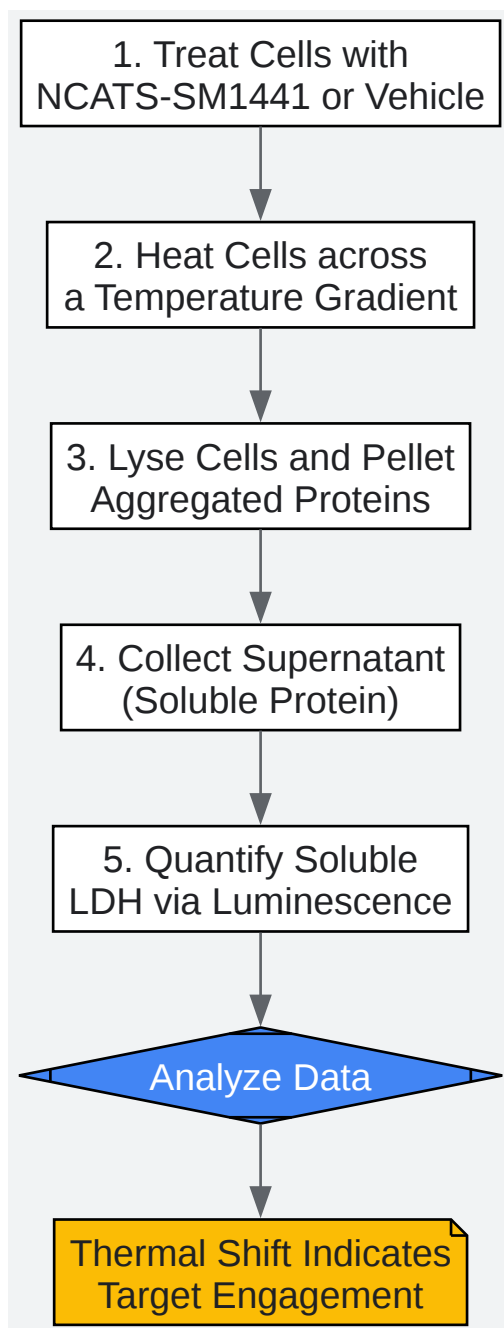 1. Treat Cells with
NCATS-SM1441 or Vehicle
2. Heat Cells across
a Temperature Gradient
3. Lyse Cells and Pellet
Aggregated Proteins
4. Collect Supernatant
(Soluble Protein)
5. Quantify Soluble
LDH via Luminescence
Analyze Data
Thermal Shift Indicates
Target Engagement